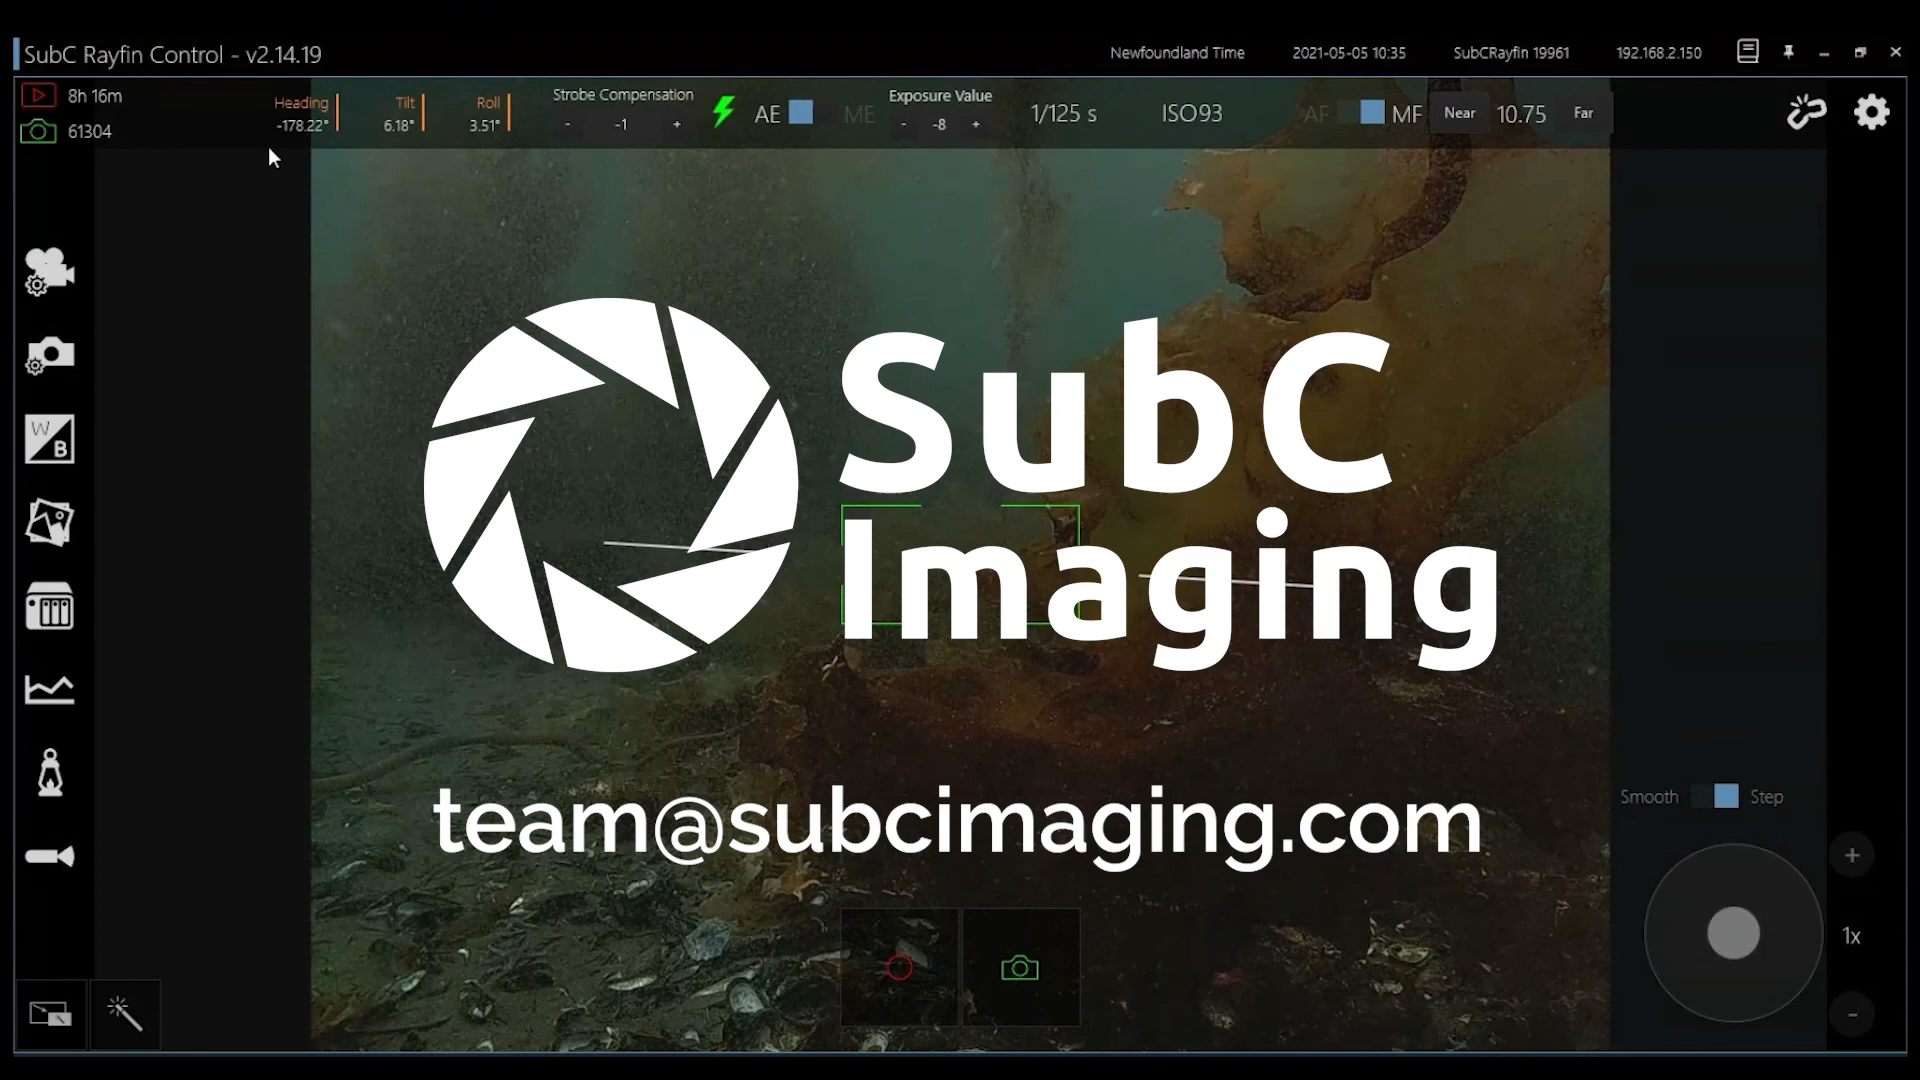 SubC Rayfin Control - v2.14.19
Newfoundland Time
2021-05-05 10:35
SubCRayfin 19961
192.168.2.150
8h 16m
61304
Heading
-178.22°
Tilt
6.18°
Roll
3.51°
Strobe Compensation
- -1 +
AE ME
Exposure Value
- -8 +
1/125 s
ISO93
AF MF
Near 10.75 Far
W
B
SubC
Imaging
team@subcimaging.com
Smooth Step
+
1x
-